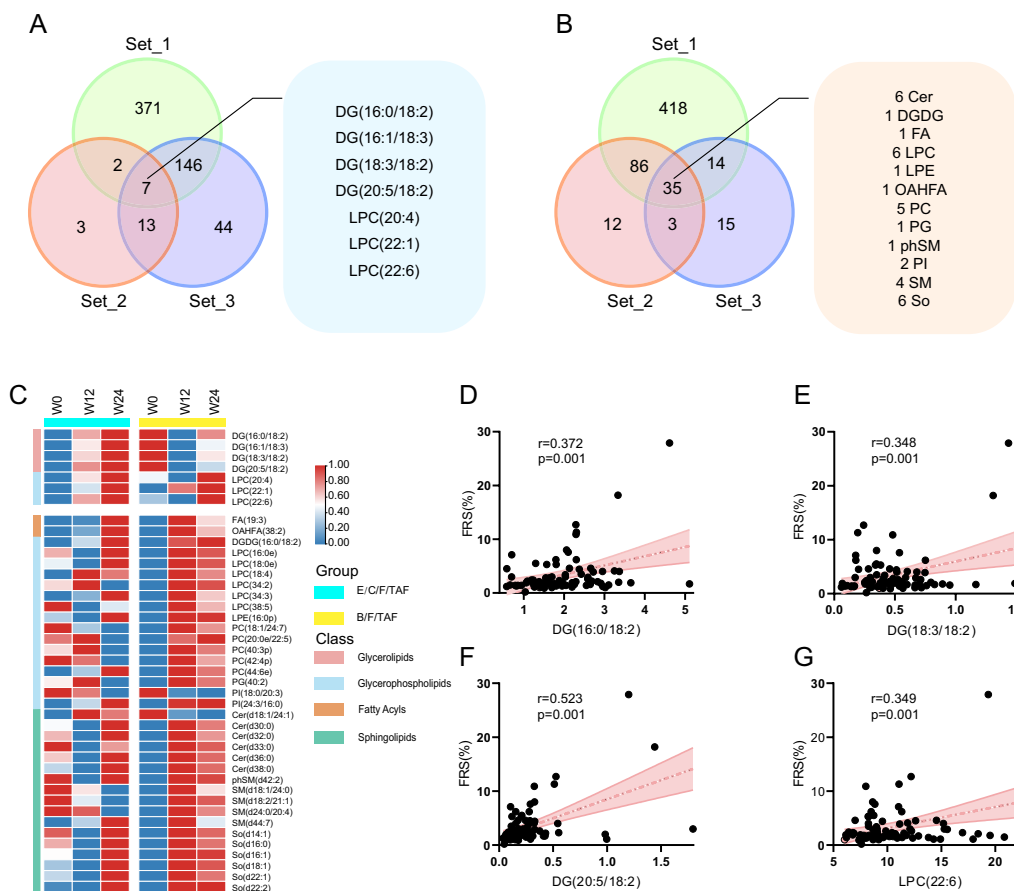 A
Set_1
371
2
146
7
3
13
44
Set_2
Set_3
DG(16:0/18:2)
DG(16:1/18:3)
DG(18:3/18:2)
DG(20:5/18:2)
LPC(20:4)
LPC(22:1)
LPC(22:6)
B
Set_1
418
86
14
35
12
3
15
Set_2
Set_3
6 Cer
1 DGDG
1 FA
6 LPC
1 LPE
1 OAHFA
5 PC
1 PG
1 phSM
2 PI
4 SM
6 So
C
W0 W12 W24 W0 W12 W24
DG(16:0/18:2)
DG(16:1/18:3)
DG(18:3/18:2)
DG(20:5/18:2)
LPC(20:4)
LPC(22:1)
LPC(22:6)
FA(19:3)
OAHFA(38:2)
DGDG(16:0/18:2)
LPC(16:0e)
LPC(18:0e)
LPC(18:4)
LPC(34:2)
LPC(34:3)
LPC(38:5)
LPE(16:0p)
PC(18:1/24:7)
PC(20:0e/22:5)
PC(40:3p)
PC(42:4p)
PC(44:6e)
PG(40:2)
PI(18:0/20:3)
PI(24:3/16:0)
Cer(d18:1/24:1)
Cer(d30:0)
Cer(d32:0)
Cer(d33:0)
Cer(d36:0)
Cer(d38:0)
phSM(d42:2)
SM(d18:1/24:0)
SM(d18:2/21:1)
SM(d24:0/20:4)
SM(d44:7)
So(d14:1)
So(d16:0)
So(d16:1)
So(d18:1)
So(d22:1)
So(d22:2)
1.00
0.80
0.60
0.40
0.20
0.00
Group
E/C/F/TAF
B/F/TAF
Class
Glycerolipids
Glycerophospholipids
Fatty Acyls
Sphingolipids
D
r=0.372
p=0.001
FRS(%)
30
20
10
0
1 2 3 4 5
DG(16:0/18:2)
E
r=0.348
p=0.001
FRS(%)
30
20
10
0
0.0 0.5 1.0 1.5
DG(18:3/18:2)
F
r=0.523
p=0.001
FRS(%)
30
20
10
0
0.0 0.5 1.0 1.5
DG(20:5/18:2)
G
r=0.349
p=0.001
FRS(%)
30
20
10
0
5 10 15 20
LPC(22:6)